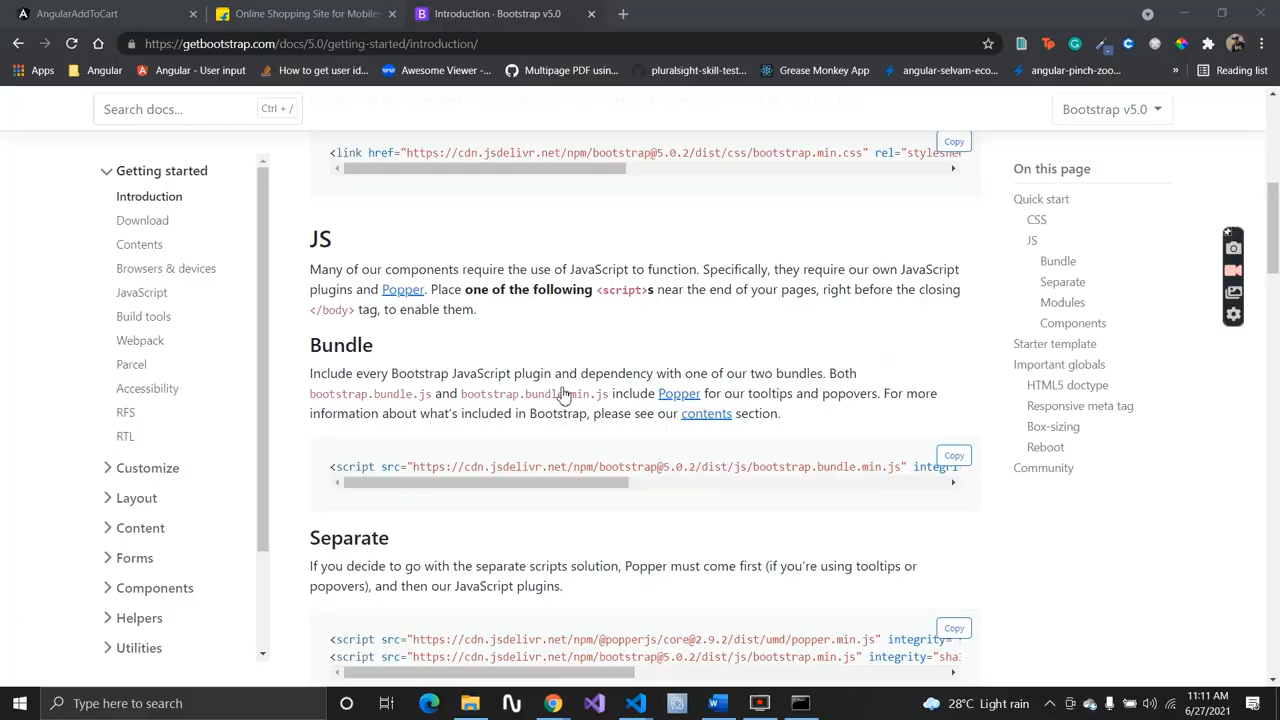 AngularAddToCart
Online Shopping Site for Mobile
Introduction · Bootstrap v5.0
https://getbootstrap.com/docs/5.0/getting-started/introduction/
Apps
Angular
Angular - User input
How to get user id...
Awesome Viewer -...
Multipage PDF usin...
pluralsight-skill-test...
Grease Monkey App
angular-selvam-eco...
angular-pinch-zoo...
»
Reading list
Search docs...
Ctrl + /
Bootstrap v5.0
Getting started
Introduction
Download
Contents
Browsers & devices
JavaScript
Build tools
Webpack
Parcel
Accessibility
RFS
RTL
Customize
Layout
Content
Forms
Components
Helpers
Utilities
Copy
<link href="https://cdn.jsdelivr.net/npm/bootstrap@5.0.2/dist/css/bootstrap.min.css" rel="styleshe
JS
Many of our components require the use of JavaScript to function. Specifically, they require our own JavaScript
plugins and Popper. Place one of the following <script>s near the end of your pages, right before the closing
</body> tag, to enable them.
Bundle
Include every bootstrap JavaScript plugin and dependency with one of our two bundles. Both
bootstrap.bundle.js and bootstrap.bundle.min.js include Popper for our tooltips and popovers. For more
information about what's included in Bootstrap, please see our contents section.
Copy
<script src="https://cdn.jsdelivr.net/npm/bootstrap@5.0.2/dist/js/bootstrap.bundle.min.js" integri
Separate
If you decide to go with the separate scripts solution, Popper must come first (if you're using tooltips or
popovers), and then our JavaScript plugins.
Copy
<script src="https://cdn.jsdelivr.net/npm/@popperjs/core@2.9.2/dist/umd/popper.min.js" integrity="
<script src="https://cdn.jsdelivr.net/npm/bootstrap@5.0.2/dist/js/bootstrap.min.js" integrity="sha
On this page
Quick start
CSS
JS
Bundle
Separate
Modules
Components
Starter template
Important globals
HTML5 doctype
Responsive meta tag
Box-sizing
Reboot
Community
Type here to search
28°C Light rain
11:11 AM
6/27/2021